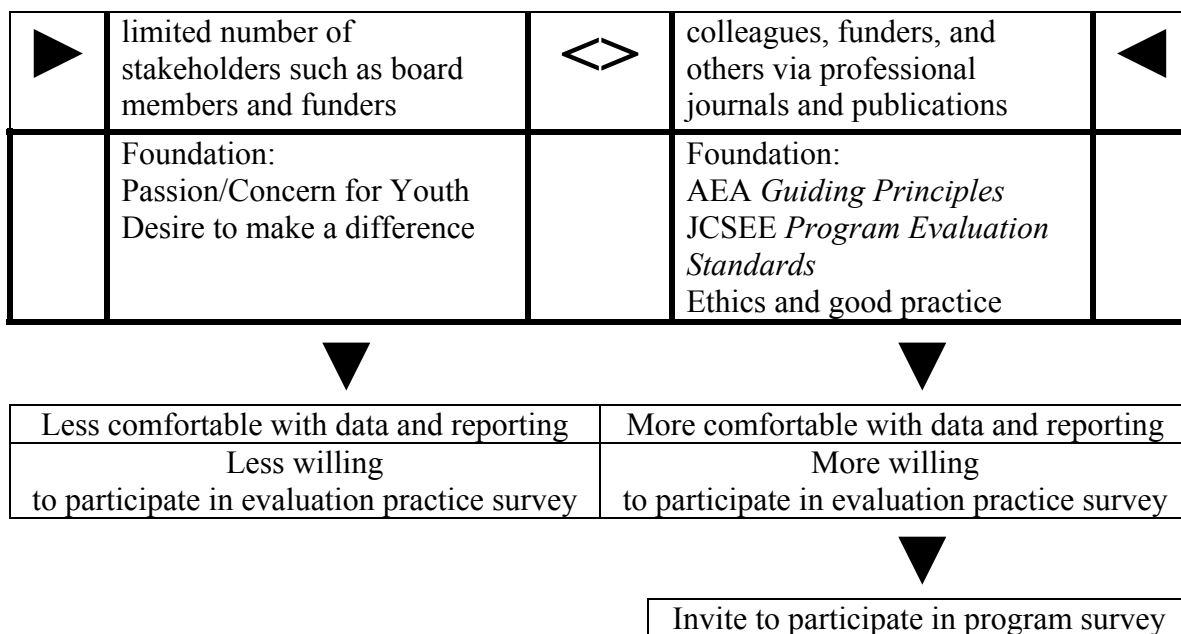 limited number of
stakeholders such as board
members and funders
<>
colleagues, funders, and
others via professional
journals and publications
Foundation:
Passion/Concern for Youth
Desire to make a difference
Foundation:
AEA Guiding Principles
JCSEE Program Evaluation
Standards
Ethics and good practice
Less comfortable with data and reporting
More comfortable with data and reporting
Less willing
to participate in evaluation practice survey
More willing
to participate in evaluation practice survey
Invite to participate in program survey